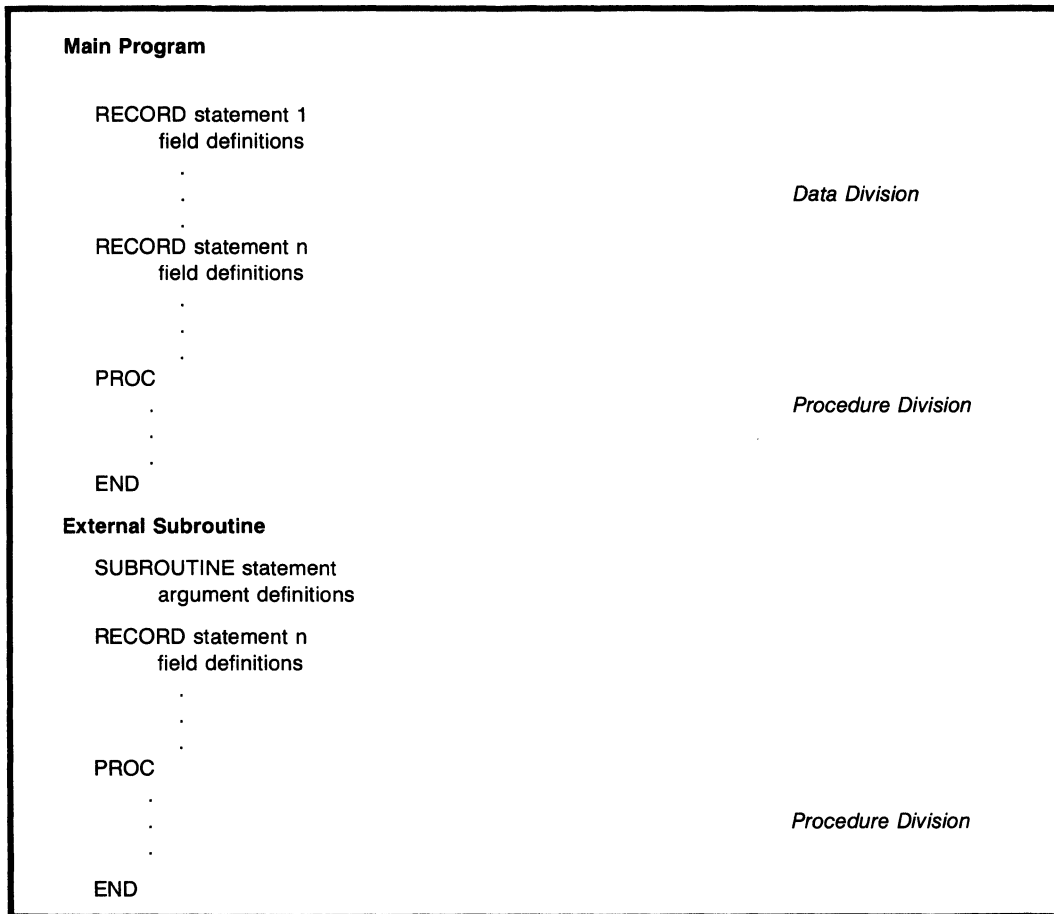 Main Program
RECORD statement 1
field definitions
.
.
Data Division
.
RECORD statement n
field definitions
.
.
.
PROC
.
Procedure Division
.
.
END
External Subroutine
SUBROUTINE statement
argument definitions
RECORD statement n
field definitions
.
.
.
PROC
.
.
Procedure Division
.
END